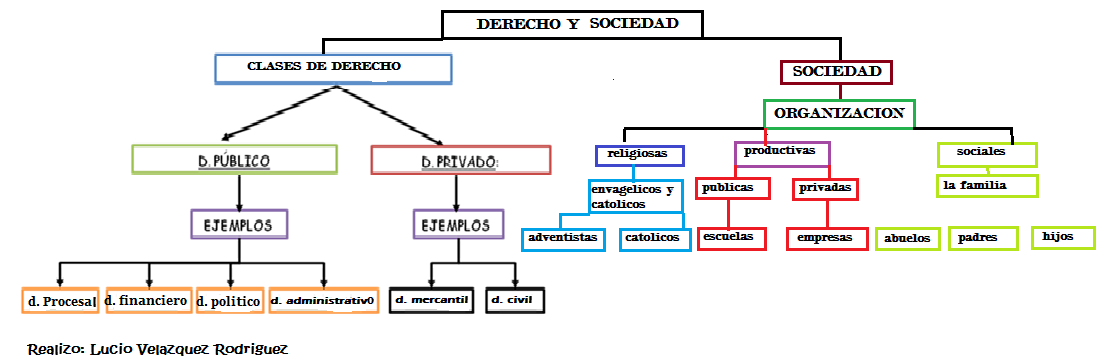 DERECHO Y SOCIEDAD
CLASES DE DERECHO
SOCIEDAD
ORGANIZACION
D. PÚBLICO
D. PRIVADO:
religiosas
productivas
sociales
envagelicos y
catolicos
publicas
privadas
la familia
EJEMPLOS
EJEMPLOS
adventistas
catolicos
escuelas
empresas
abuelos
padres
hijos
d. Procesal
d. financiero
d. politico
d. administrativ0
d. mercantil
d. civil
Realizo: Lucio Velazquez Rodriguez